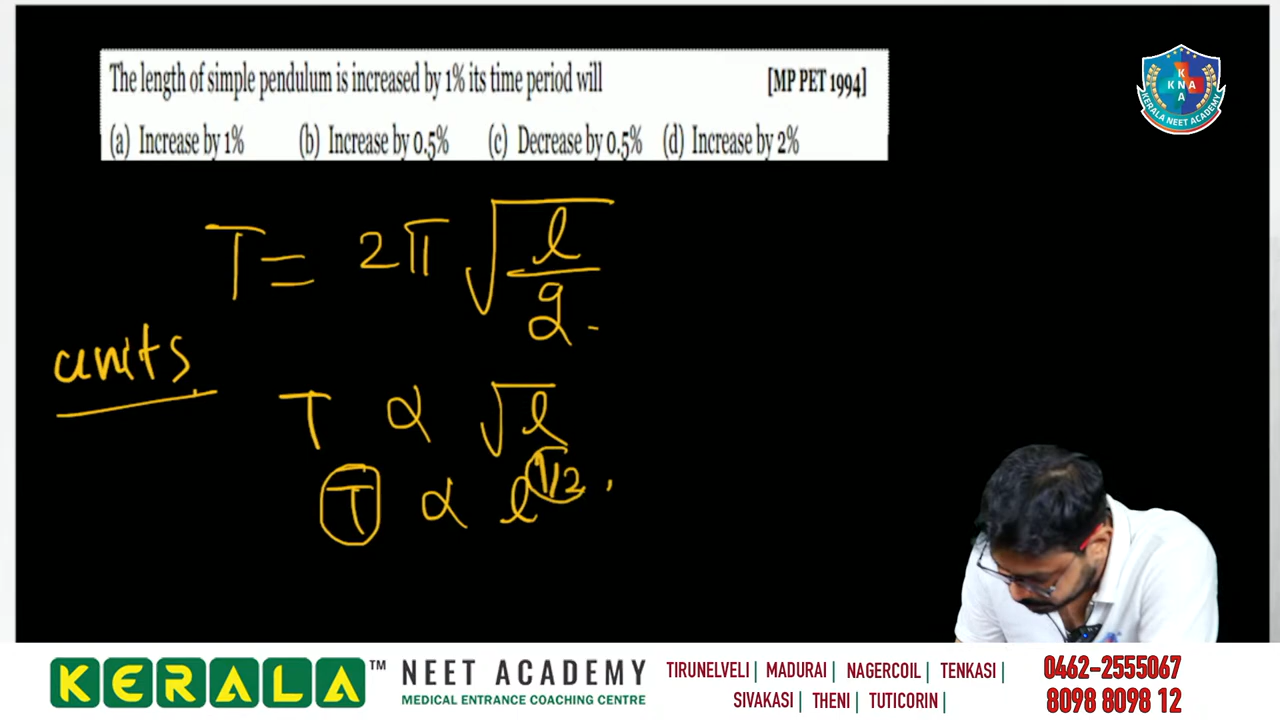 The length of simple pendulum is increased by 1% its time period will [MP PET 1994]
(a) Increase by 1% (b) Increase by 0.5% (c) Decrease by 0.5% (d) Increase by 2%
KNA
KERALA NEET ACADEMY
T = 2π √(l/g)
units
T ∝ √l
T ∝ l^(1/2)
KERALA™ NEET ACADEMY
MEDICAL ENTRANCE COACHING CENTRE
TIRUNELVELI | MADURAI | NAGERCOIL | TENKASI |
SIVAKASI | THENI | TUTICORIN |
0462-2555067
8098 8098 12